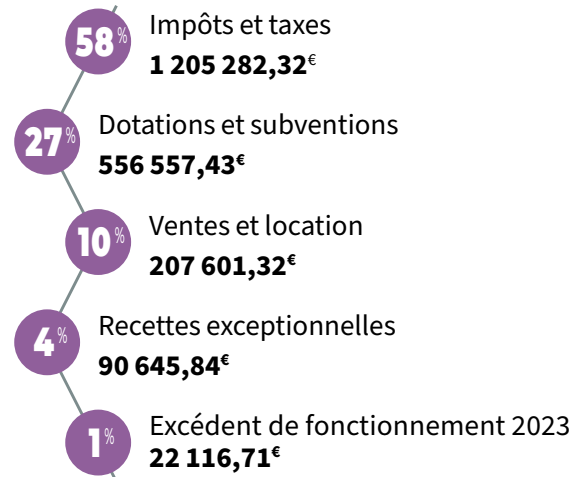 58% Impôts et taxes
1 205 282,32€
27% Dotations et subventions
556 557,43€
10% Ventes et location
207 601,32€
4% Recettes exceptionnelles
90 645,84€
1% Excédent de fonctionnement 2023
22 116,71€